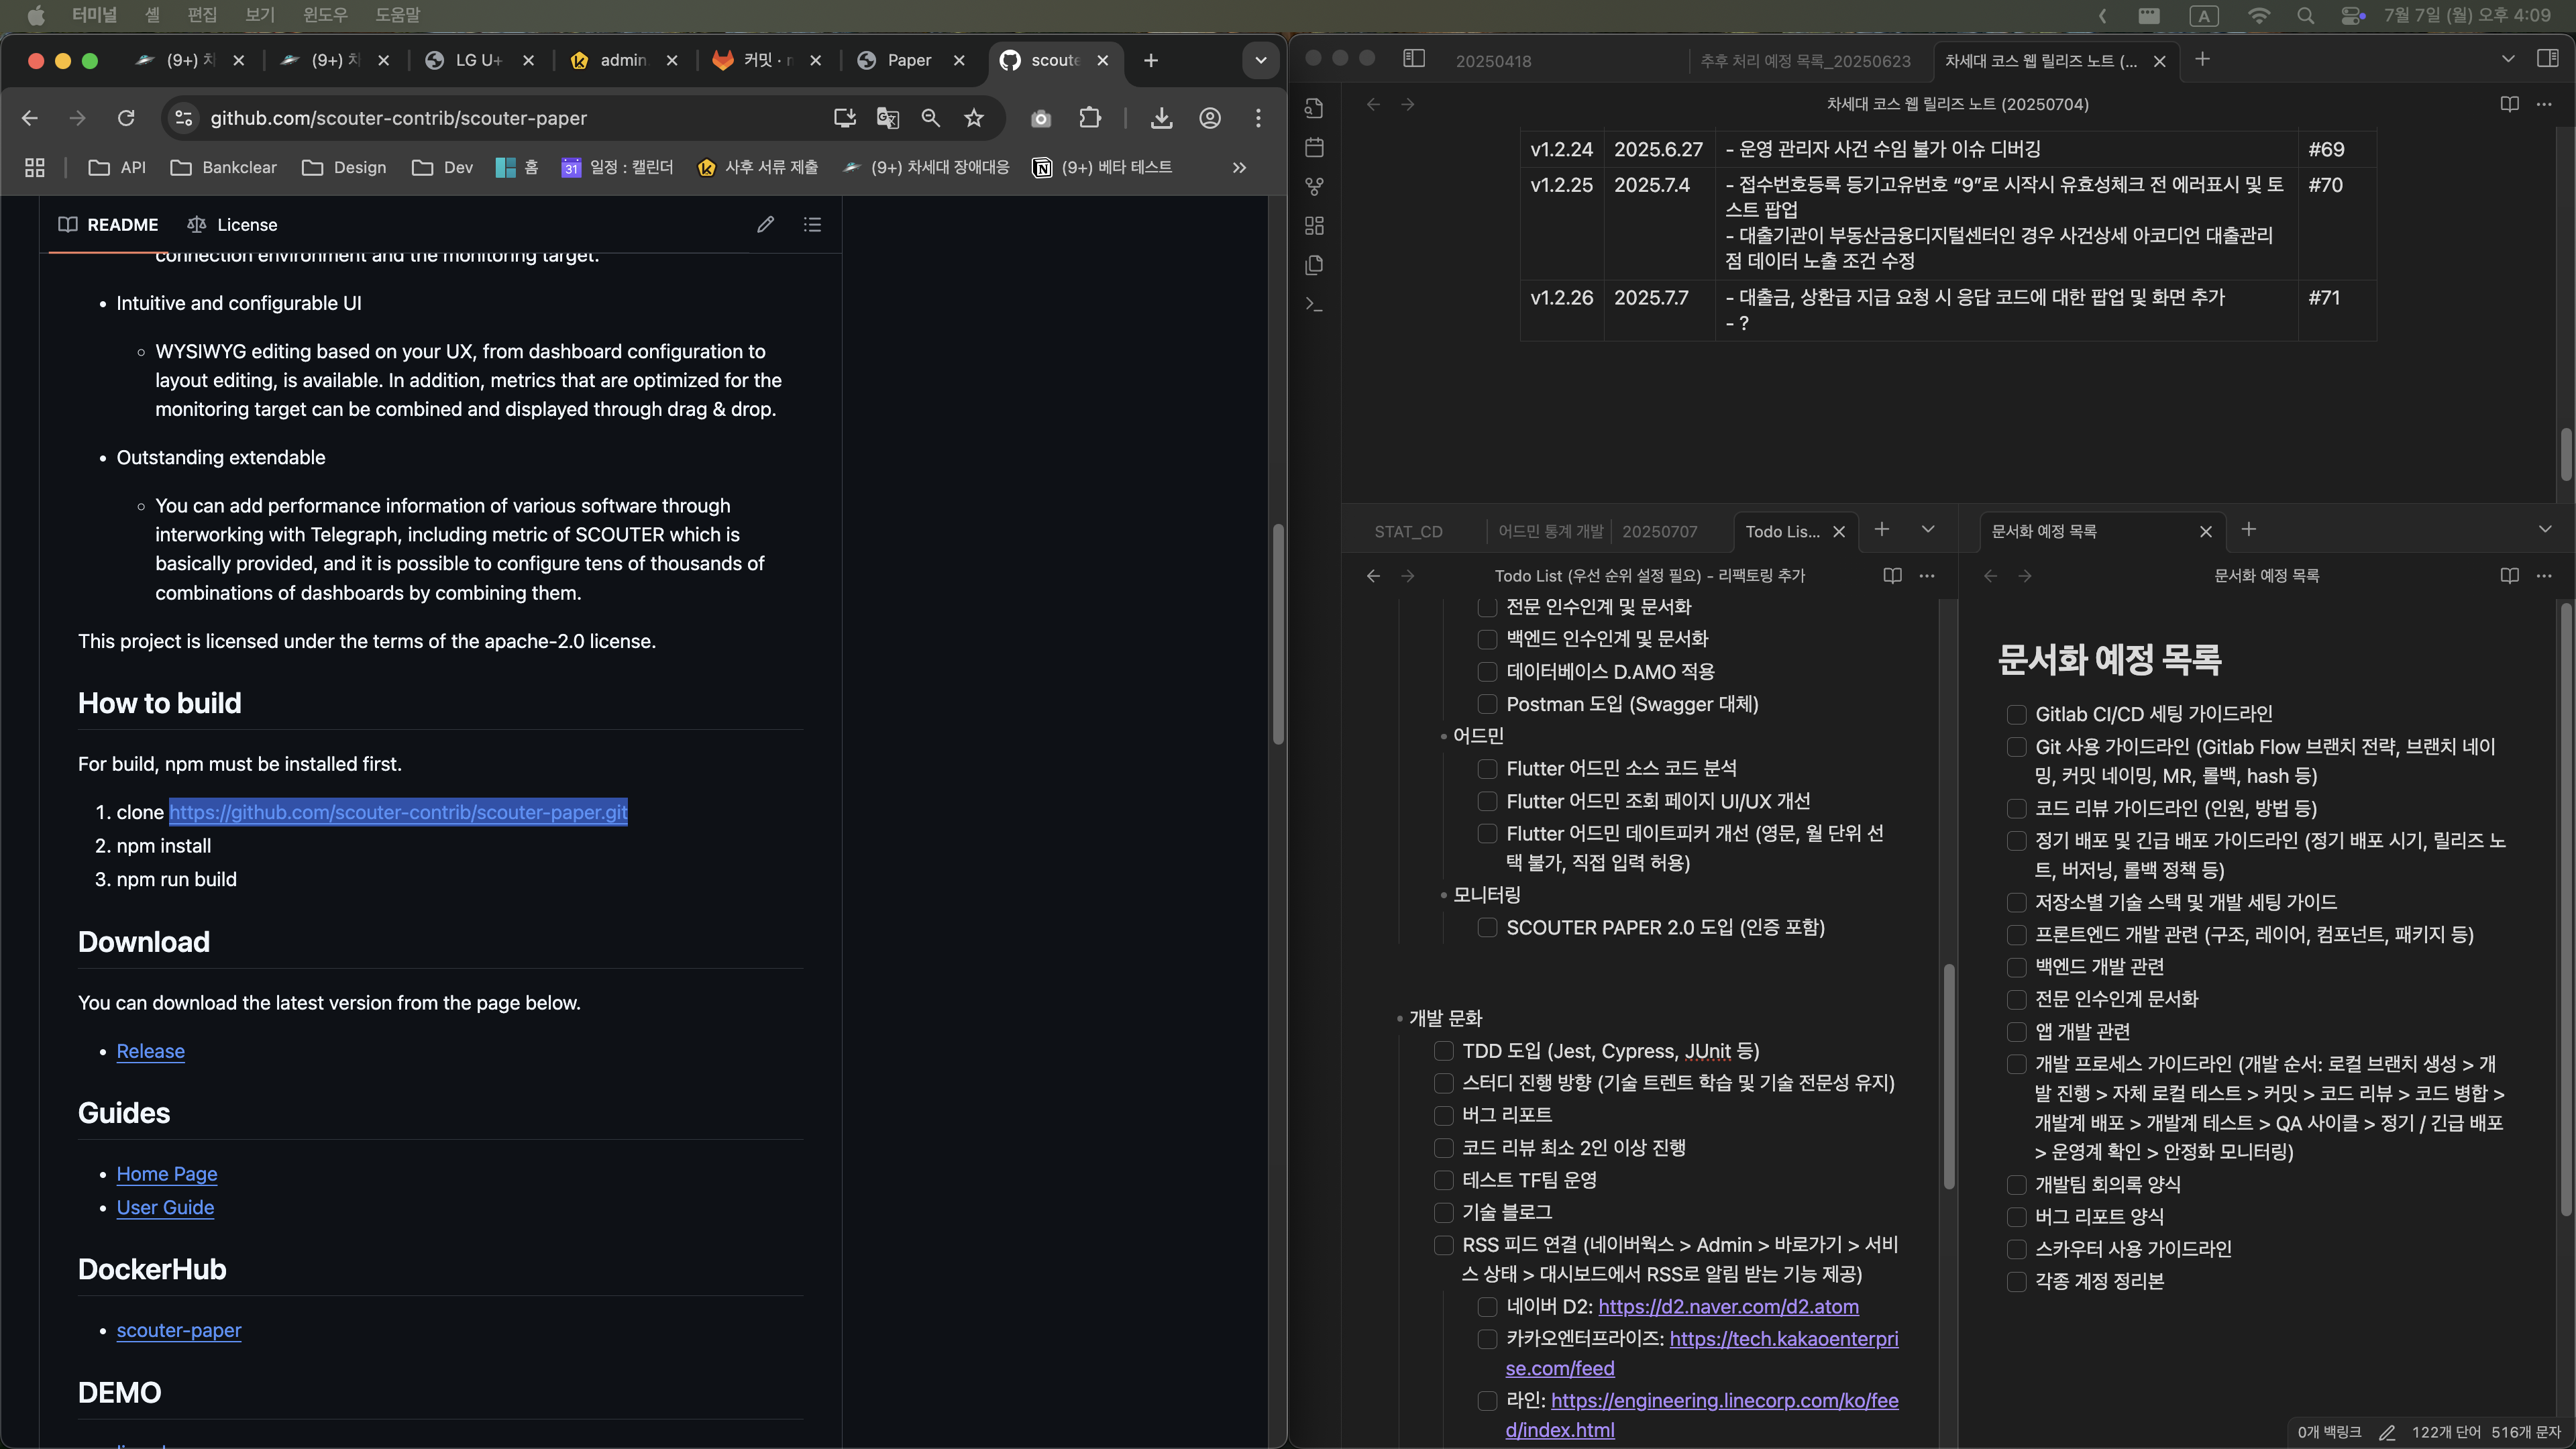 터미널 셸 편집 보기 윈도우 도움말
A 7월 7일 (월) 오후 4:09
(9+) 차
(9+) 차
LG U+
admin.
커밋 · m
Paper
scoute
github.com/scouter-contrib/scouter-paper
API
Bankclear
Design
Dev
홈
31 일정 : 캘린더
사후 서류 제출
(9+) 차세대 장애대응
(9+) 베타 테스트
README
License
connection environment and the monitoring target.
• Intuitive and configurable UI
◦ WYSIWYG editing based on your UX, from dashboard configuration to
layout editing, is available. In addition, metrics that are optimized for the
monitoring target can be combined and displayed through drag & drop.
• Outstanding extendable
◦ You can add performance information of various software through
interworking with Telegraph, including metric of SCOUTER which is
basically provided, and it is possible to configure tens of thousands of
combinations of dashboards by combining them.
This project is licensed under the terms of the apache-2.0 license.
How to build
For build, npm must be installed first.
1. clone https://github.com/scouter-contrib/scouter-paper.git
2. npm install
3. npm run build
Download
You can download the latest version from the page below.
• Release
Guides
• Home Page
• User Guide
DockerHub
• scouter-paper
DEMO
20250418
추후 처리 예정 목록_20250623
차세대 코스 웹 릴리즈 노트 (...
차세대 코스 웹 릴리즈 노트 (20250704)
v1.2.24 2025.6.27 - 운영 관리자 사건 수임 불가 이슈 디버깅 #69
v1.2.25 2025.7.4 - 접수번호등록 등기고유번호 “9”로 시작시 유효성체크 전 에러표시 및 토 #70
스트 팝업
- 대출기관이 부동산금융디지털센터인 경우 사건상세 아코디언 대출관리
점 데이터 노출 조건 수정
v1.2.26 2025.7.7 - 대출금, 상환급 지급 요청 시 응답 코드에 대한 팝업 및 화면 추가 #71
- ?
STAT_CD
어드민 통계 개발
20250707
Todo Lis...
Todo List (우선 순위 설정 필요) - 리팩토링 추가
전문 인수인계 및 문서화
백엔드 인수인계 및 문서화
데이터베이스 D.AMO 적용
Postman 도입 (Swagger 대체)
• 어드민
Flutter 어드민 소스 코드 분석
Flutter 어드민 조회 페이지 UI/UX 개선
Flutter 어드민 데이트피커 개선 (영문, 월 단위 선
택 불가, 직접 입력 허용)
• 모니터링
SCOUTER PAPER 2.0 도입 (인증 포함)
• 개발 문화
TDD 도입 (Jest, Cypress, JUnit 등)
스터디 진행 방향 (기술 트렌트 학습 및 기술 전문성 유지)
버그 리포트
코드 리뷰 최소 2인 이상 진행
테스트 TF팀 운영
기술 블로그
RSS 피드 연결 (네이버웍스 > Admin > 바로가기 > 서비
스 상태 > 대시보드에서 RSS로 알림 받는 기능 제공)
네이버 D2: https://d2.naver.com/d2.atom
카카오엔터프라이즈: https://tech.kakaoenterpri
se.com/feed
라인: https://engineering.linecorp.com/ko/fee
d/index.html
문서화 예정 목록
문서화 예정 목록
문서화 예정 목록
Gitlab CI/CD 세팅 가이드라인
Git 사용 가이드라인 (Gitlab Flow 브랜치 전략, 브랜치 네이
밍, 커밋 네이밍, MR, 롤백, hash 등)
코드 리뷰 가이드라인 (인원, 방법 등)
정기 배포 및 긴급 배포 가이드라인 (정기 배포 시기, 릴리즈 노
트, 버저닝, 롤백 정책 등)
저장소별 기술 스택 및 개발 세팅 가이드
프론트엔드 개발 관련 (구조, 레이어, 컴포넌트, 패키지 등)
백엔드 개발 관련
전문 인수인계 문서화
앱 개발 관련
개발 프로세스 가이드라인 (개발 순서: 로컬 브랜치 생성 > 개
발 진행 > 자체 로컬 테스트 > 커밋 > 코드 리뷰 > 코드 병합 >
개발계 배포 > 개발계 테스트 > QA 사이클 > 정기 / 긴급 배포
> 운영계 확인 > 안정화 모니터링)
개발팀 회의록 양식
버그 리포트 양식
스카우터 사용 가이드라인
각종 계정 정리본
0개 백링크 122개 단어 516개 문자